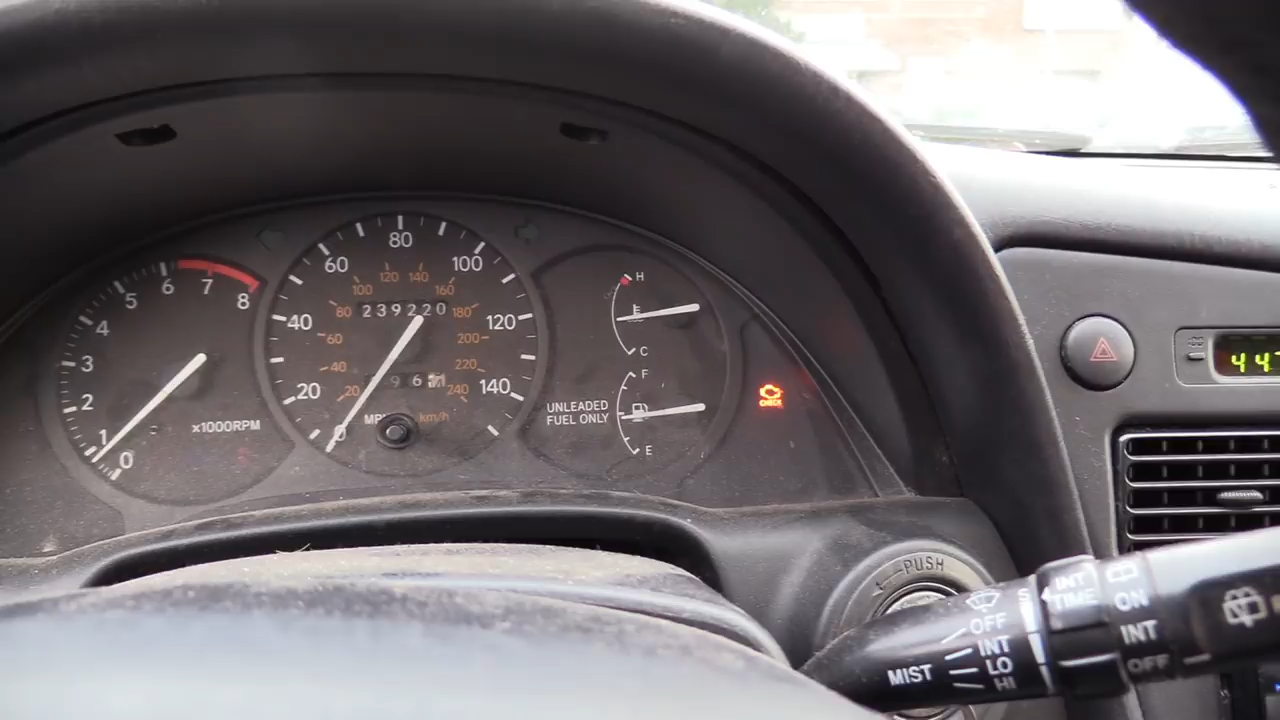 0
1
2
3
4
5
6
7
8
x1000RPM
0
20
40
60
80
100
120
140
20
40
60
80
100
120
140
160
180
200
220
240
239220
96
MPH
km/h
H
C
F
E
UNLEADED
FUEL ONLY
CHECK
PUSH
MIST
OFF
INT
LO
HI
S
INT
TIME
ON
INT
OFF